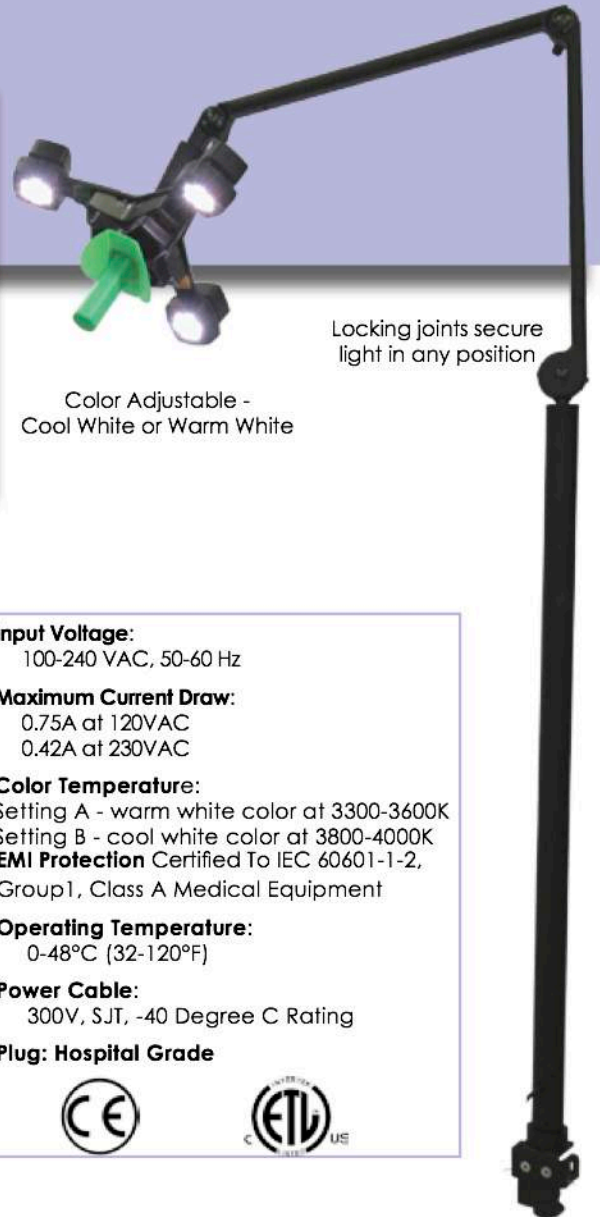 Locking joints secure
light in any position
Color Adjustable -
Cool White or Warm White
Input Voltage:
100-240 VAC, 50-60 Hz
Maximum Current Draw:
0.75A at 120VAC
0.42A at 230VAC
Color Temperature:
Setting A - warm white color at 3300-3600K
Setting B - cool white color at 3800-4000K
EMI Protection Certified To IEC 60601-1-2,
Group1, Class A Medical Equipment
Operating Temperature:
0-48°C (32-120°F)
Power Cable:
300V, SJT, -40 Degree C Rating
Plug: Hospital Grade
CE
C ETL US